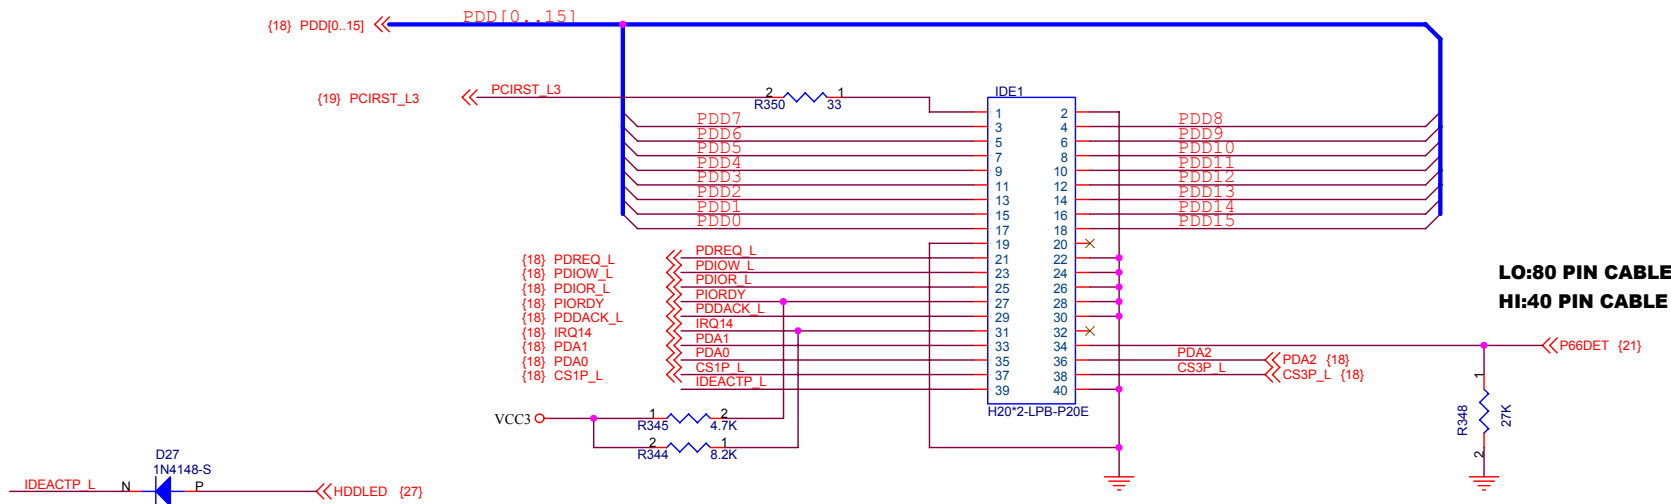 PDD[0..15]
{18} PDD[0..15]
{19} PCIRST_L3
PCIRST_L3
2 1
R350 33
IDE1
1 2
PDD7 3 4 PDD8
PDD6 5 6 PDD9
PDD5 7 8 PDD10
PDD4 9 10 PDD11
PDD3 11 12 PDD12
PDD2 13 14 PDD13
PDD1 15 16 PDD14
PDD0 17 18 PDD15
19 20
{18} PDREQ_L PDREQ_L 21 22
{18} PDIOW_L PDIOW_L 23 24
{18} PDIOR_L PDIOR_L 25 26
{18} PIORDY PIORDY 27 28
{18} PDDACK_L PDDACK_L 29 30
{18} IRQ14 IRQ14 31 32
{18} PDA1 PDA1 33 34
{18} PDA0 PDA0 35 36 PDA2 PDA2 {18}
{18} CS1P_L CS1P_L 37 38 CS3P_L CS3P_L {18}
IDEACTP_L 39 40
H20*2-LPB-P20E
LO:80 PIN CABLE
HI:40 PIN CABLE
P66DET {21}
1
R348 27K
2
VCC3
1 2
R345 4.7K
2 1
R344 8.2K
D27
1N4148-S
IDEACTP_L N P HDDLED {27}